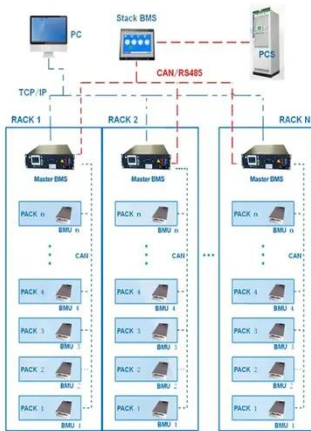 PC
Stack BMS
PCS
CAN/RS485
TCP/IP
RACK 1
RACK 2
RACK N
Master BMS
Master BMS
Master BMS
PACK n
BMU n
CAN
PACK 4
BMU 4
PACK 3
BMU 3
PACK 2
BMU 2
PACK 1
BMU 1
PACK n
BMU n
CAN
PACK 4
BMU 4
PACK 3
BMU 3
PACK 2
BMU 2
PACK 1
BMU 1
PACK n
BMU n
CAN
PACK 4
BMU 4
PACK 3
BMU 3
PACK 2
BMU 2
PACK 1
BMU 1